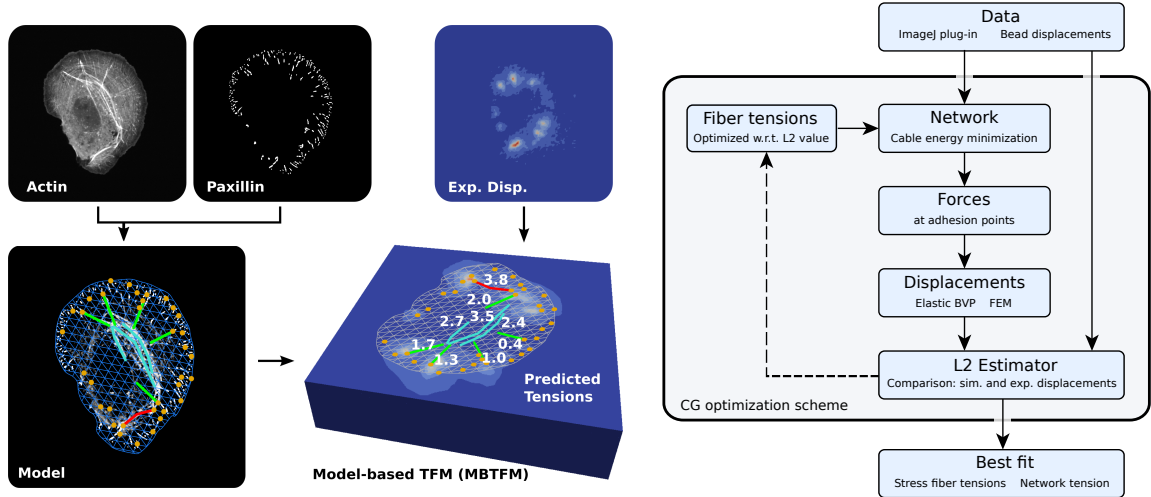 Actin
Paxillin
Exp. Disp.
Model
3.8
2.0
3.5
2.7
2.4
1.7
0.4
1.3
1.0
Predicted
Tensions
Model-based TFM (MBTFM)
Data
ImageJ plug-in Bead displacements
Fiber tensions
Optimized w.r.t. L2 value
Network
Cable energy minimization
Forces
at adhesion points
Displacements
Elastic BVP FEM
L2 Estimator
Comparison: sim. and exp. displacements
CG optimization scheme
Best fit
Stress fiber tensions Network tension